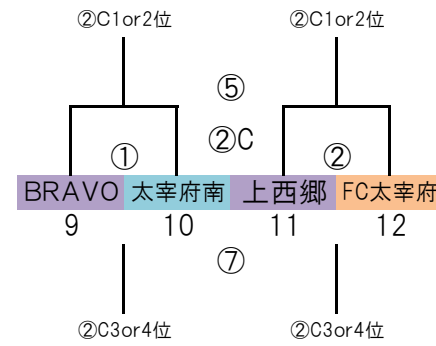 ②C1or2位 ②C1or2位
⑤
②C
① ②
BRAVO 太宰府南 上西郷 FC太宰府
9 10 11 12
⑦
②C3or4位 ②C3or4位